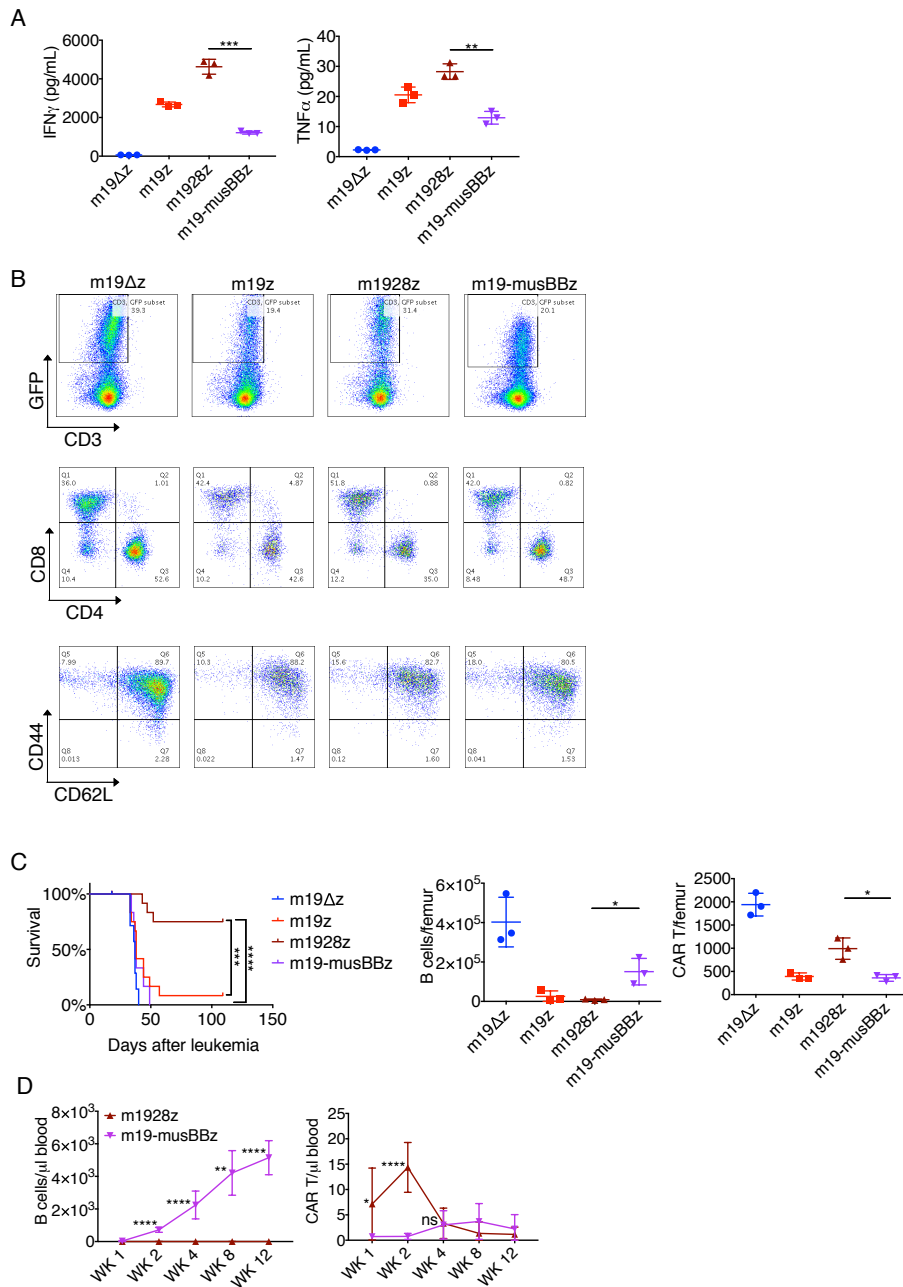 A
IFNγ (pg/mL)
6000
4000
2000
0
***
m19Δz
m19z
m1928z
m19-musBBz
TNFα (pg/mL)
40
30
20
10
0
**
m19Δz
m19z
m1928z
m19-musBBz
B
m19Δz
m19z
m1928z
m19-musBBz
CD3, GFP subset
39.3
CD3, GFP subset
19.4
CD3, GFP subset
31.4
CD3, GFP subset
20.1
GFP
CD3
Q1
36.0
Q2
1.01
Q4
10.4
Q3
52.6
Q1
42.4
Q2
4.87
Q4
10.2
Q3
42.6
Q1
51.8
Q2
0.88
Q4
12.2
Q3
35.0
Q1
42.0
Q2
0.82
Q4
8.48
Q3
48.7
CD8
CD4
Q5
7.99
Q6
89.7
Q8
0.013
Q7
2.28
Q5
10.3
Q6
88.2
Q8
0.022
Q7
1.47
Q5
15.6
Q6
82.7
Q8
0.12
Q7
1.60
Q5
18.0
Q6
80.5
Q8
0.041
Q7
1.53
CD44
CD62L
C
Survival
100%
50%
0%
0
50
100
150
Days after leukemia
m19Δz
m19z
m1928z
m19-musBBz
***
****
B cells/femur
6×10⁵
4×10⁵
2×10⁵
0
*
m19Δz
m19z
m1928z
m19-musBBz
CAR T/femur
2500
2000
1500
1000
500
0
*
m19Δz
m19z
m1928z
m19-musBBz
D
B cells/μl blood
8×10³
6×10³
4×10³
2×10³
0
m1928z
m19-musBBz
****
****
**
****
WK 1
WK 2
WK 4
WK 8
WK 12
CAR T/μl blood
25
20
15
10
5
0
*
****
ns
WK 1
WK 2
WK 4
WK 8
WK 12